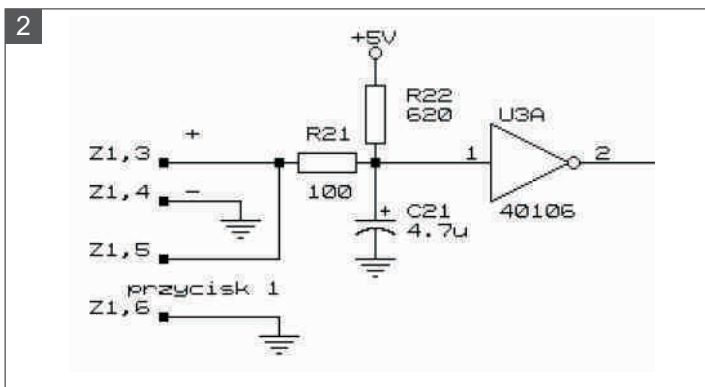 2
+5V
R22
620
U3A
R21
+
Z1,3
1
2
Z1,4
-
100
40106
+
C21
4.7u
Z1,5
przycisk 1
Z1,6